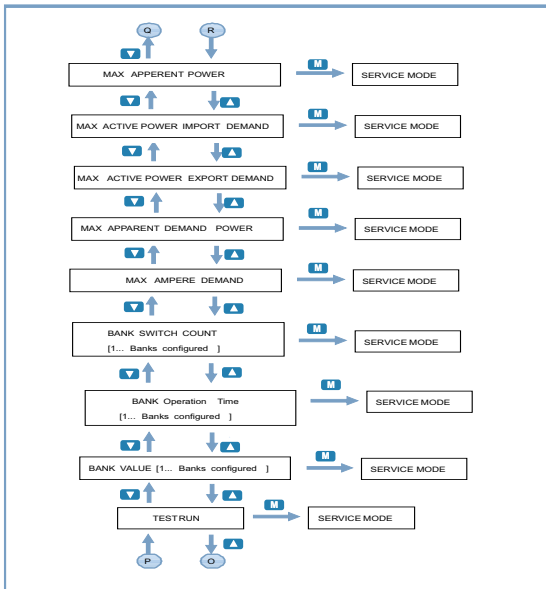 Q R
MAX APPERENT POWER M SERVICE MODE
MAX ACTIVE POWER IMPORT DEMAND M SERVICE MODE
MAX ACTIVE POWER EXPORT DEMAND M SERVICE MODE
MAX APPARENT DEMAND POWER M SERVICE MODE
MAX AMPERE DEMAND M SERVICE MODE
BANK SWITCH COUNT M SERVICE MODE
[1... Banks configured ]
BANK Operation Time M SERVICE MODE
[1... Banks configured ]
BANK VALUE [1... Banks configured ] M SERVICE MODE
TEST RUN M SERVICE MODE
P O